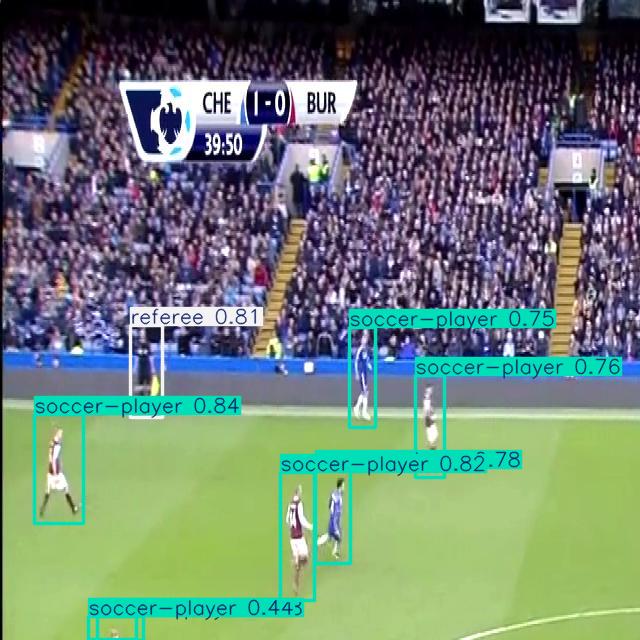 CHE 1-0 BUR
39:50
referee 0.81
soccer-player 0.75
soccer-player 0.76
soccer-player 0.84
soccer-player 0.82
.78
soccer-player 0.44